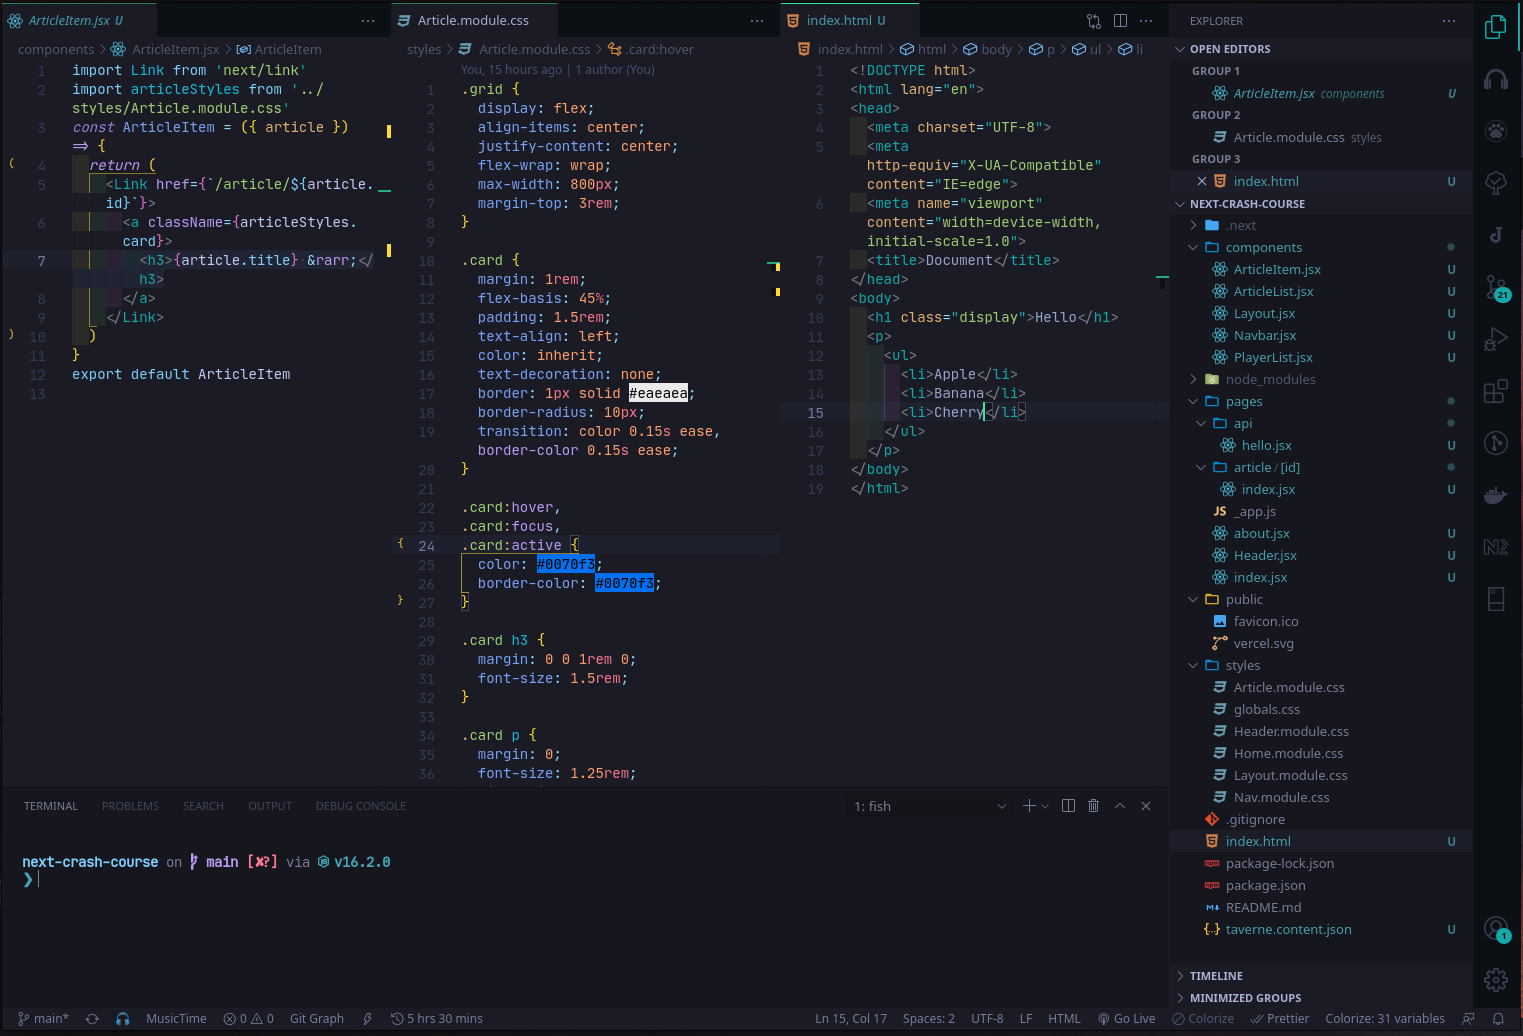 ArticleItem.jsx U
components > ArticleItem.jsx > ArticleItem
1 import Link from 'next/link'
2 import articleStyles from '../
styles/Article.module.css'
3 const ArticleItem = ({ article })
=> {
4 return (
5 <Link href={`/article/${article.
id}`}>
6 <a className={articleStyles.
card}>
7 <h3>{article.title} &rarr;</
h3>
8 </a>
9 </Link>
10 )
11 }
12 export default ArticleItem
13
Article.module.css
styles > Article.module.css > .card:hover
You, 15 hours ago | 1 author (You)
1 .grid {
2 display: flex;
3 align-items: center;
4 justify-content: center;
5 flex-wrap: wrap;
6 max-width: 800px;
7 margin-top: 3rem;
8 }
9
10 .card {
11 margin: 1rem;
12 flex-basis: 45%;
13 padding: 1.5rem;
14 text-align: left;
15 color: inherit;
16 text-decoration: none;
17 border: 1px solid #eaeaea;
18 border-radius: 10px;
19 transition: color 0.15s ease,
border-color 0.15s ease;
20 }
21
22 .card:hover,
23 .card:focus,
24 .card:active {
25 color: #0070f3;
26 border-color: #0070f3;
27 }
28
29 .card h3 {
30 margin: 0 0 1rem 0;
31 font-size: 1.5rem;
32 }
33
34 .card p {
35 margin: 0;
36 font-size: 1.25rem;
index.html U
index.html > html > body > p > ul > li
1 <!DOCTYPE html>
2 <html lang="en">
3 <head>
4 <meta charset="UTF-8">
5 <meta
http-equiv="X-UA-Compatible"
content="IE=edge">
6 <meta name="viewport"
content="width=device-width,
initial-scale=1.0">
7 <title>Document</title>
8 </head>
9 <body>
10 <h1 class="display">Hello</h1>
11 <p>
12 <ul>
13 <li>Apple</li>
14 <li>Banana</li>
15 <li>Cherry</li>
16 </ul>
17 </p>
18 </body>
19 </html>
EXPLORER
OPEN EDITORS
GROUP 1
ArticleItem.jsx components U
GROUP 2
Article.module.css styles
GROUP 3
index.html U
NEXT-CRASH-COURSE
.next
components
ArticleItem.jsx U
ArticleList.jsx U
Layout.jsx U
Navbar.jsx U
PlayerList.jsx U
node_modules
pages
api
hello.jsx U
article / [id]
index.jsx U
JS _app.js
about.jsx U
Header.jsx U
index.jsx U
public
favicon.ico
vercel.svg
styles
Article.module.css
globals.css
Header.module.css
Home.module.css
Layout.module.css
Nav.module.css
.gitignore
index.html U
package-lock.json
package.json
README.md
taverne.content.json U
TIMELINE
MINIMIZED GROUPS
21
1
TERMINAL PROBLEMS SEARCH OUTPUT DEBUG CONSOLE
1: fish
next-crash-course on main [✘?] via v16.2.0
❯
main* MusicTime 0 0 Git Graph 5 hrs 30 mins
Ln 15, Col 17 Spaces: 2 UTF-8 LF HTML Go Live Colorize Prettier Colorize: 31 variables